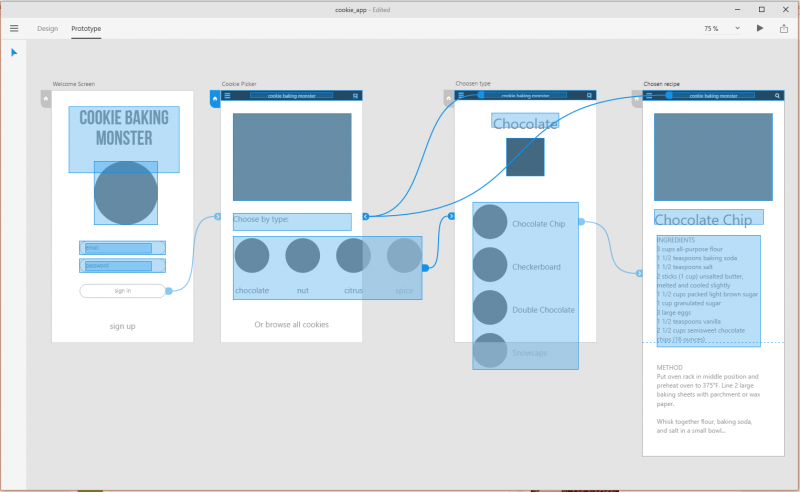 cookie_app - Edited
Design
Prototype
75 %
Welcome Screen
COOKIE BAKING
MONSTER
email
password
sign in
sign up
Cookie Picker
cookie baking monster
Choose by type:
chocolate
nut
citrus
spice
Or browse all cookies
Choosen type
cookie baking monster
Chocolate
Chocolate Chip
Checkerboard
Double Chocolate
Snowcaps
Chosen recipe
cookie baking monster
Chocolate Chip
INGREDIENTS
3 cups all-purpose flour
1 1/2 teaspoons baking soda
1 1/2 teaspoons salt
2 sticks (1 cup) unsalted butter,
melted and cooled slightly
1 1/2 cups packed light brown sugar
1 cup granulated sugar
3 large eggs
1 1/2 teaspoons vanilla
2 1/2 cups semisweet chocolate
chips (16 ounces)
METHOD
Put oven rack in middle position and
preheat oven to 375°F. Line 2 large
baking sheets with parchment or wax
paper.
Whisk together flour, baking soda,
and salt in a small bowl...